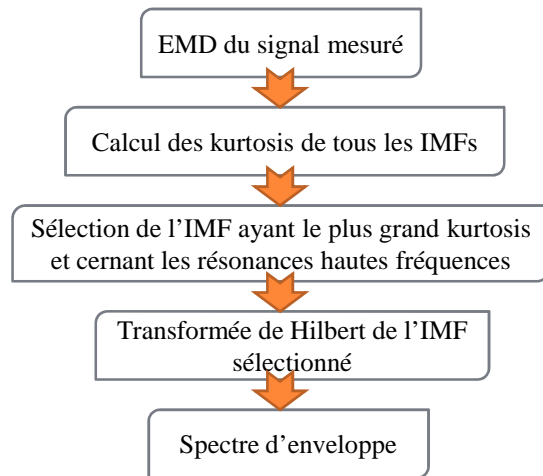 EMD du signal mesuré
Calcul des kurtosis de tous les IMFs
Sélection de l’IMF ayant le plus grand kurtosis
et cernant les résonances hautes fréquences
Transformée de Hilbert de l’IMF
sélectionné
Spectre d’enveloppe